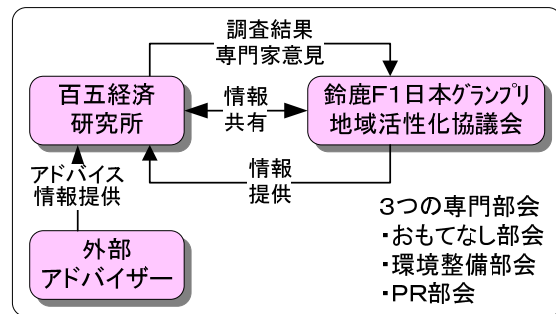 調査結果
専門家意見
百五経済
研究所
情報
共有
鈴鹿F1日本グランプリ
地域活性化協議会
アドバイス
情報提供
情報
提供
外部
アドバイザー
3つの専門部会
・おもてなし部会
・環境整備部会
・PR部会